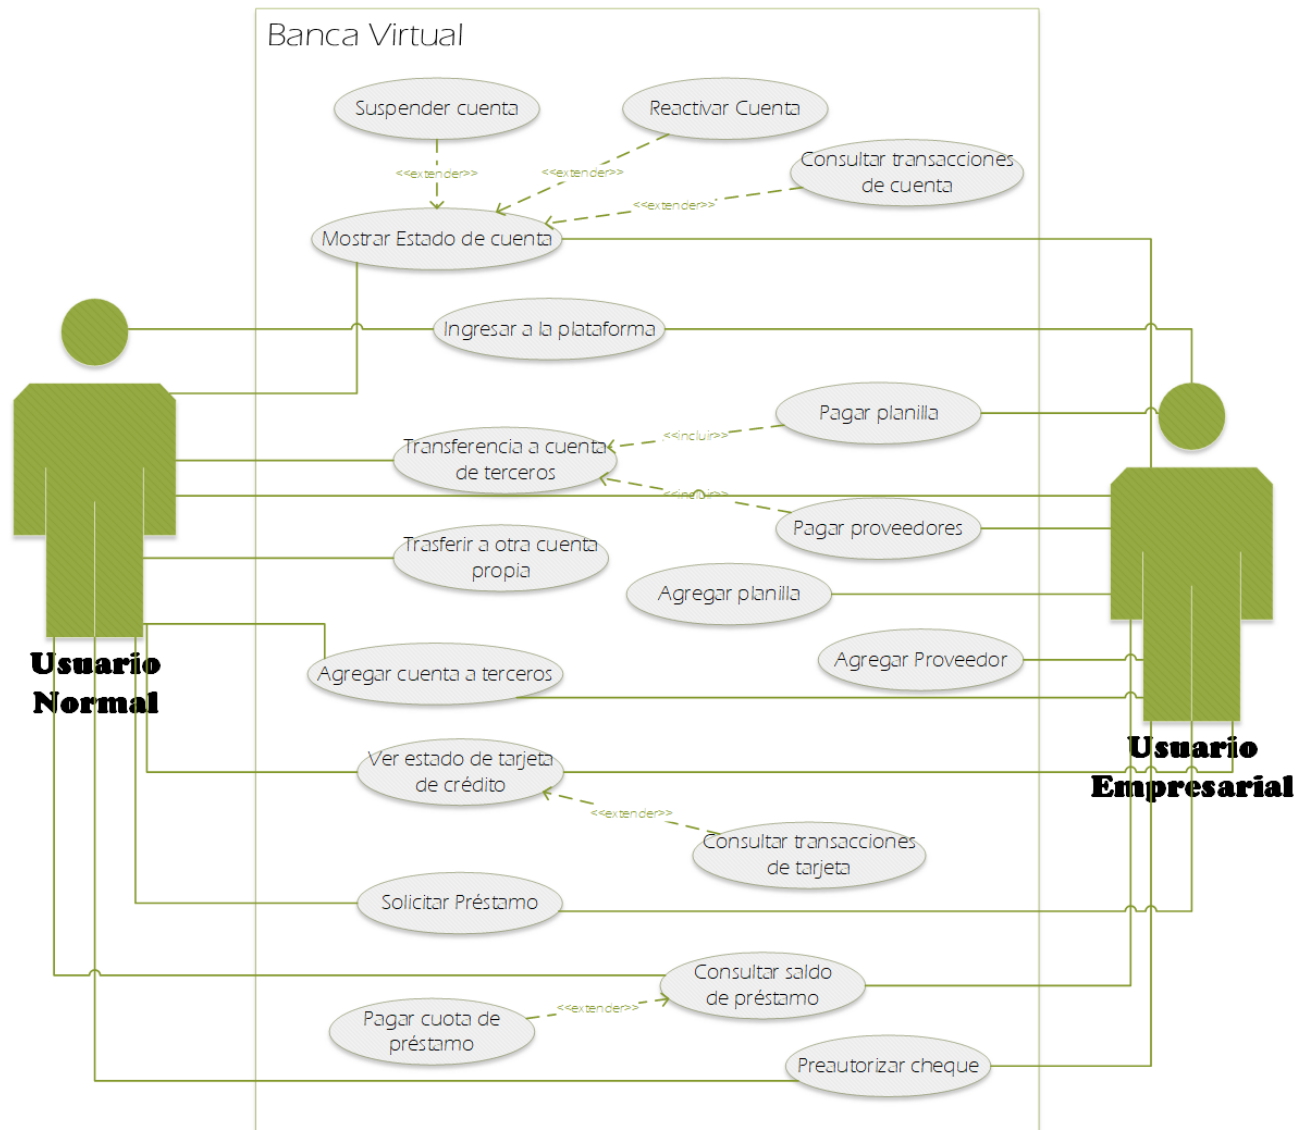 Banca Virtual
Suspender cuenta
Reactivar Cuenta
Consultar transacciones
de cuenta
<<extender>>
<<extender>>
<<extender>>
Mostrar Estado de cuenta
Ingresar a la plataforma
Pagar planilla
<<incluir>>
Transferencia a cuenta
de terceros
<<incluir>>
Pagar proveedores
Trasferir a otra cuenta
propia
Agregar planilla
Usuario
Normal
Agregar cuenta a terceros
Agregar Proveedor
Usuario
Empresarial
Ver estado de tarjeta
de crédito
<<extender>>
Consultar transacciones
de tarjeta
Solicitar Préstamo
Consultar saldo
de préstamo
<<extender>>
Pagar cuota de
préstamo
Preautorizar cheque